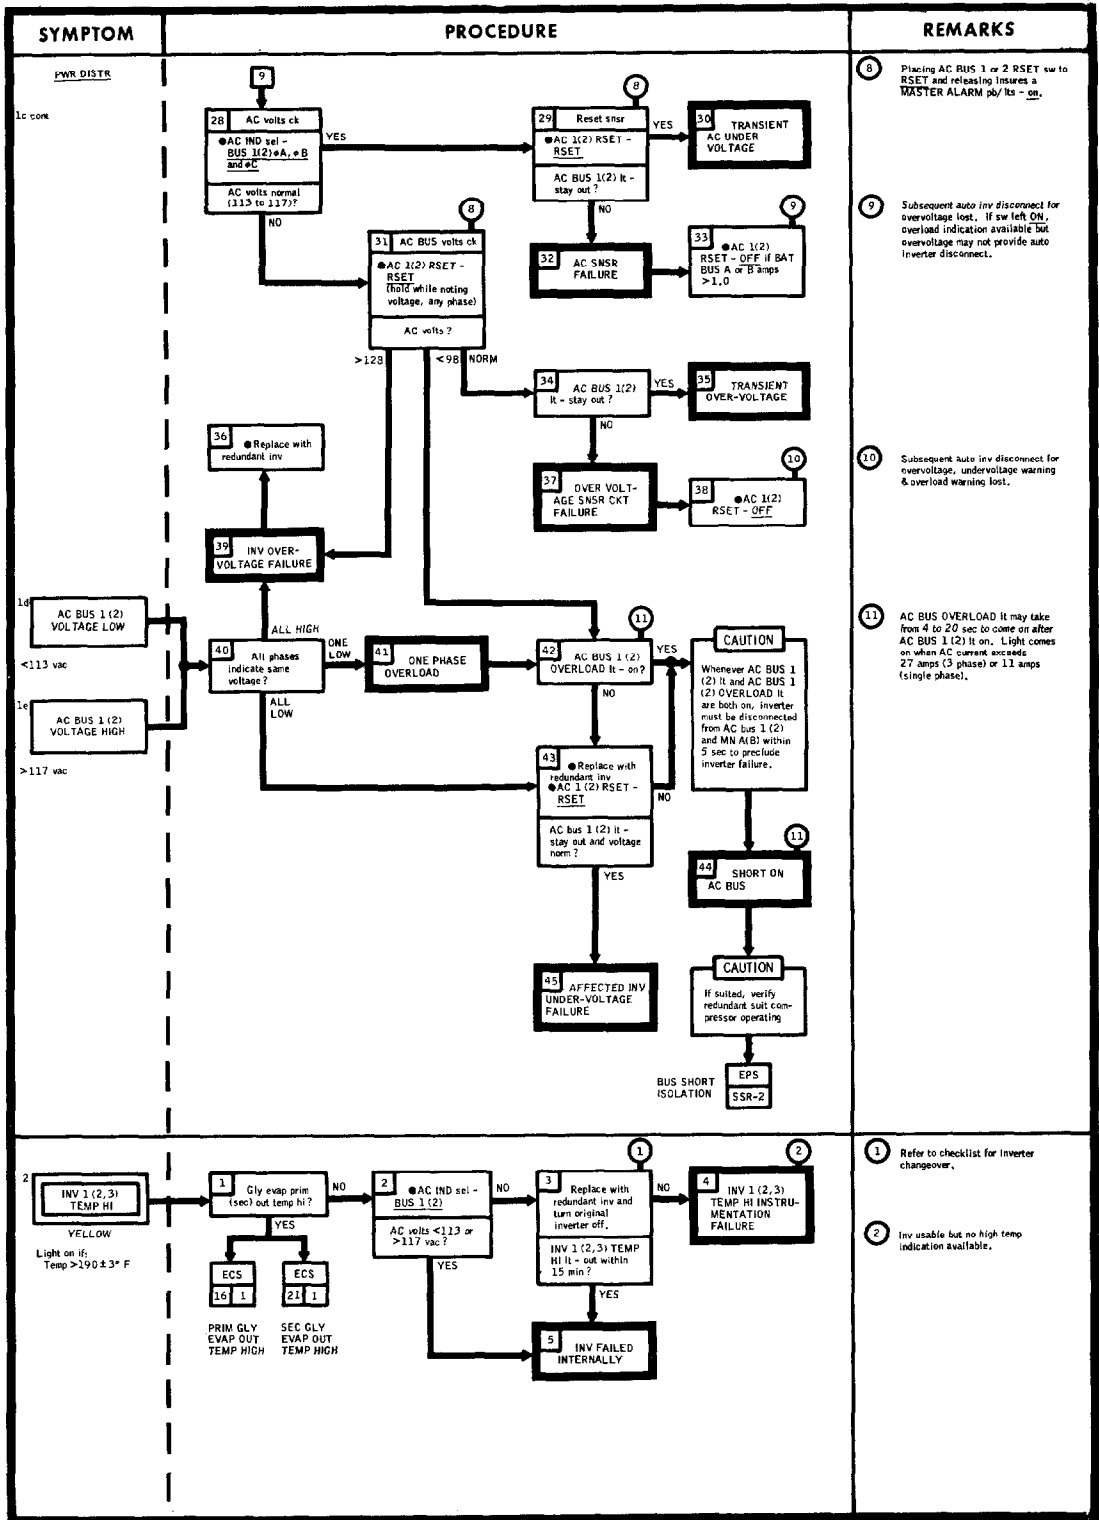 SYMPTOM
PROCEDURE
REMARKS
PWR DISTR
1c cont
9
28 AC volts ck
●AC IND sel -
BUS 1(2) øA, øB
and øC
AC volts normal
(113 to 117)?
YES
NO
8
29 Reset snsr
●AC 1(2) RSET -
RSET
AC BUS 1(2) lt -
stay out?
YES
NO
30 TRANSIENT
AC UNDER
VOLTAGE
8
31 AC BUS volts ck
●AC 1(2) RSET -
RSET
(hold while noting
voltage, any phase)
AC volts?
>128
<98
NORM
32 AC SNSR
FAILURE
9
33 ●AC 1(2)
RSET - OFF if BAT
BUS A or B amps
>1.0
34 AC BUS 1(2)
lt - stay out?
YES
NO
35 TRANSIENT
OVER-VOLTAGE
36 ●Replace with
redundant inv
37 OVER VOLT-
AGE SNSR CKT
FAILURE
10
38 ●AC 1(2)
RSET - OFF
39 INV OVER-
VOLTAGE FAILURE
1d
AC BUS 1(2)
VOLTAGE LOW
<113 vac
1e
AC BUS 1(2)
VOLTAGE HIGH
>117 vac
ALL HIGH
40 All phases
indicate same
voltage?
ONE
LOW
ALL
LOW
41 ONE PHASE
OVERLOAD
11
42 AC BUS 1(2)
OVERLOAD lt - on?
YES
NO
43 ●Replace with
redundant inv
●AC 1(2) RSET -
RSET
AC bus 1(2) lt -
stay out and voltage
norm?
NO
YES
CAUTION
Whenever AC BUS 1
(2) lt and AC BUS 1
(2) OVERLOAD lt
are both on, inverter
must be disconnected
from AC bus 1(2)
and MN A(B) within
5 sec to preclude
inverter failure.
11
44 SHORT ON
AC BUS
45 AFFECTED INV
UNDER-VOLTAGE
FAILURE
CAUTION
If suited, verify
redundant suit com-
pressor operating
BUS SHORT
ISOLATION
EPS
SSR-2
8 Placing AC BUS 1 or 2 RSET sw to
RSET and releasing insures a
MASTER ALARM pb/lts - on.
9 Subsequent auto inv disconnect for
overvoltage lost. If sw left ON,
overload indication available but
overvoltage may not provide auto
inverter disconnect.
10 Subsequent auto inv disconnect for
overvoltage, undervoltage warning
& overload warning lost.
11 AC BUS OVERLOAD lt may take
from 4 to 20 sec to come on after
AC BUS 1(2) lt on. Light comes
on when AC current exceeds
27 amps (3 phase) or 11 amps
(single phase).
2
INV 1(2,3)
TEMP HI
YELLOW
Light on if:
Temp >190±3° F
1 Gly evap prim
(sec) out temp hi?
NO
YES
ECS
16 1
PRIM GLY
EVAP OUT
TEMP HIGH
ECS
21 1
SEC GLY
EVAP OUT
TEMP HIGH
2 ●AC IND sel -
BUS 1(2)
AC volts <113 or
>117 vac?
NO
YES
1
3 Replace with
redundant inv and
turn original
inverter off.
INV 1(2,3) TEMP
HI lt - out within
15 min?
NO
YES
2
4 INV 1(2,3)
TEMP HI INSTRU-
MENTATION
FAILURE
5 INV FAILED
INTERNALLY
1 Refer to checklist for inverter
changeover.
2 Inv usable but no high temp
indication available.